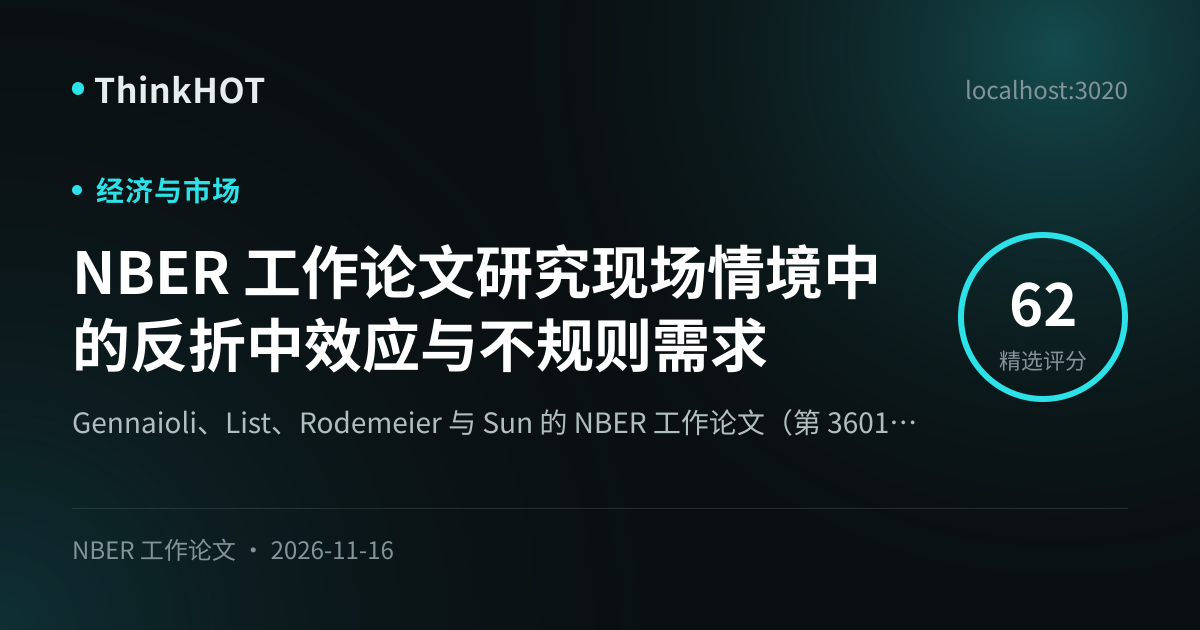 ThinkHOT
localhost:3020
经济与市场
NBER 工作论文研究现场情境中
的反折中效应与不规则需求
62
精选评分
Gennaioli、List、Rodemeier 与 Sun 的 NBER 工作论文（第 3601…
NBER 工作论文 · 2026-11-16